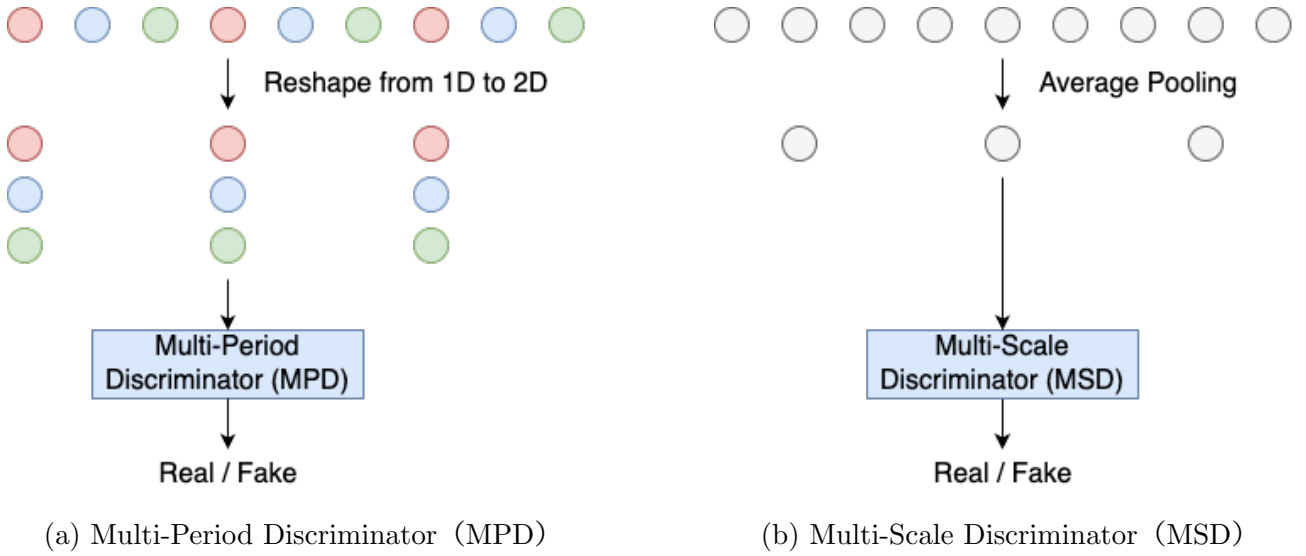 Reshape from 1D to 2D
Multi-Period
Discriminator (MPD)
Real / Fake
(a) Multi-Period Discriminator（MPD）
Average Pooling
Multi-Scale
Discriminator (MSD)
Real / Fake
(b) Multi-Scale Discriminator（MSD）